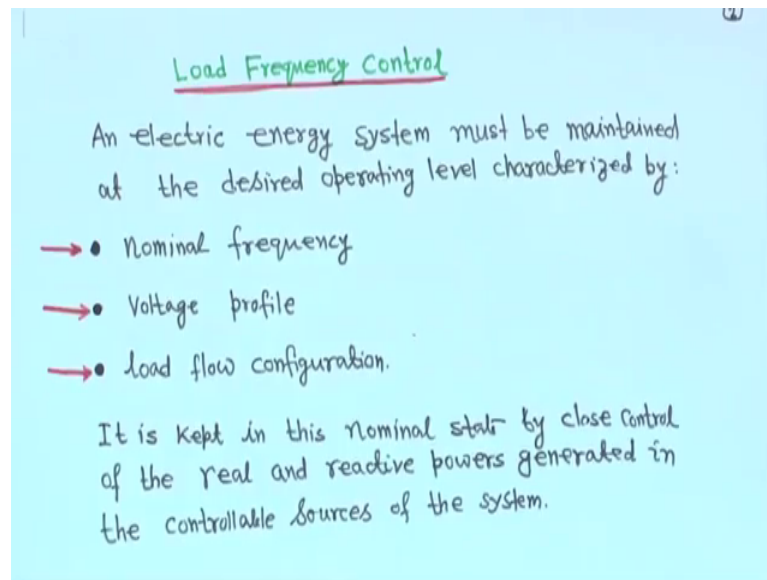 Load Frequency Control
An electric energy system must be maintained
at the desired operating level characterized by:
• Nominal frequency
• Voltage profile
• load flow configuration.
It is kept in this nominal state by close control
of the real and reactive powers generated in
the controllable sources of the system.